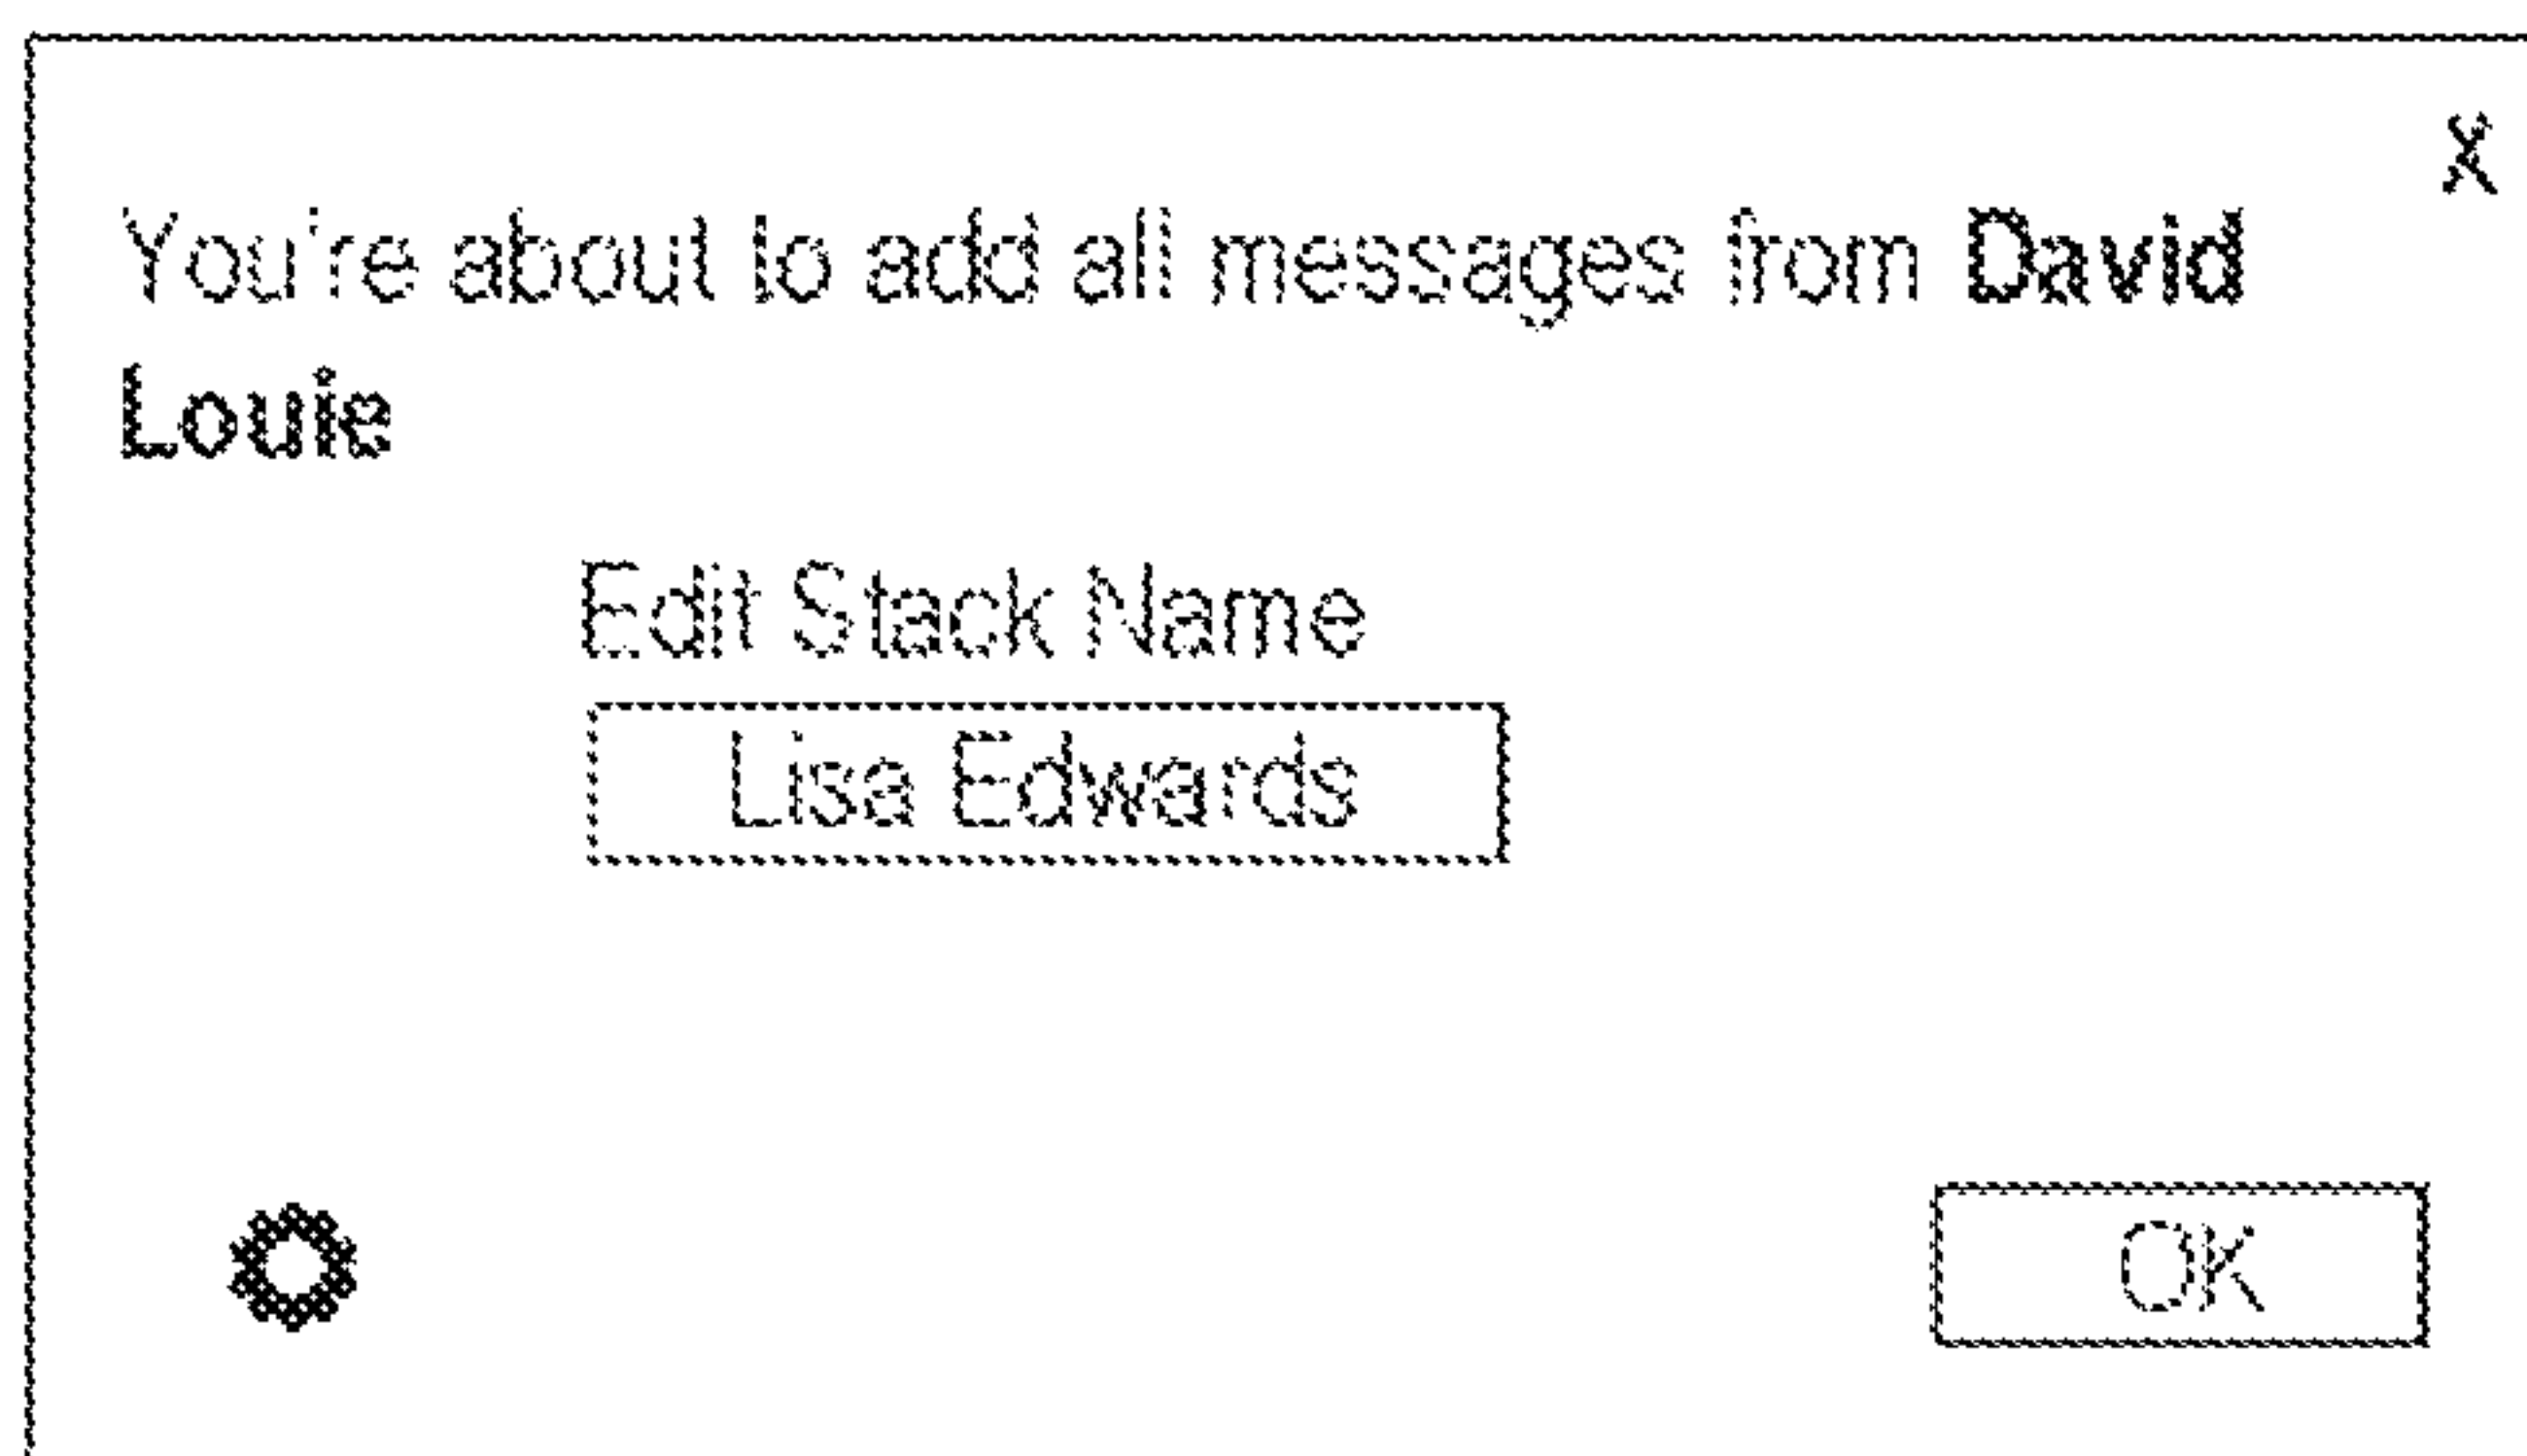 X
You're about to add all messages from David
Louie
Edit Stack Name
Lisa Edwards
OK